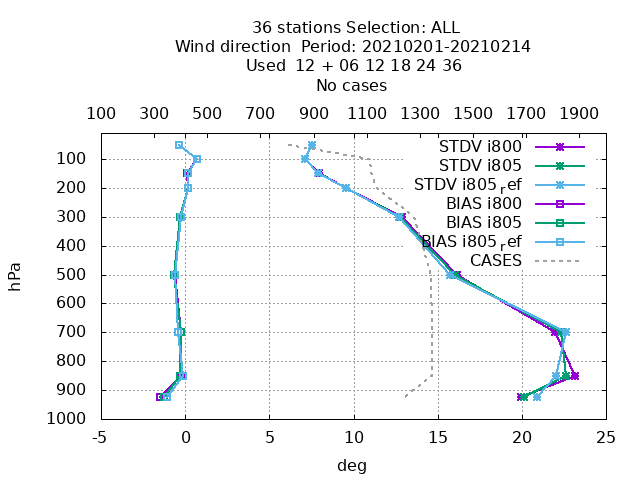 36 stations Selection: ALL
Wind direction  Period: 20210201-20210214
Used  12 + 06 12 18 24 36
No cases
100 300 500 700 900 1100 1300 1500 1700 1900
STDV i800
STDV i805
STDV i805ref
BIAS i800
BIAS i805
BIAS i805ref
CASES
100
200
300
400
500
600
700
800
900
1000
hPa
-5 0 5 10 15 20 25
deg